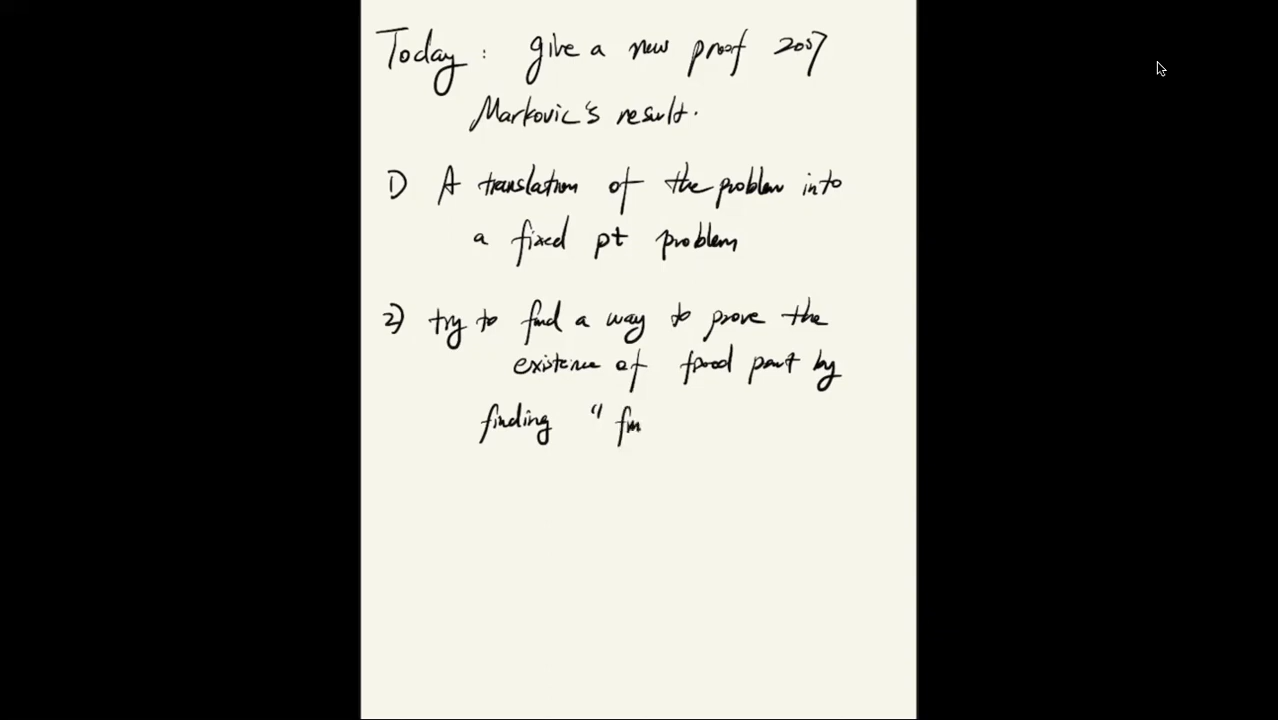 Today : give a new proof 2007
Markovic's result.
1) A translation of the problem into
a fixed pt problem
2) try to find a way to prove the
existence of fixed point by
finding " fin